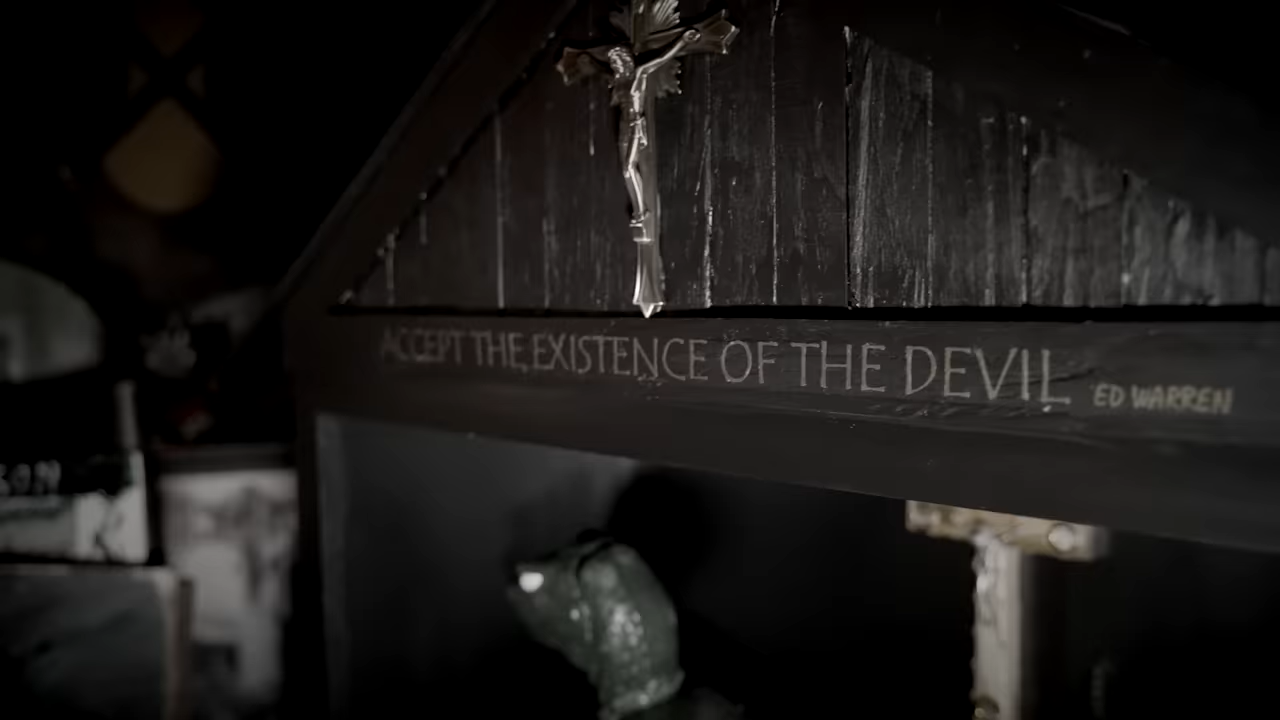 ACCEPT THE EXISTENCE OF THE DEVIL ED WARREN